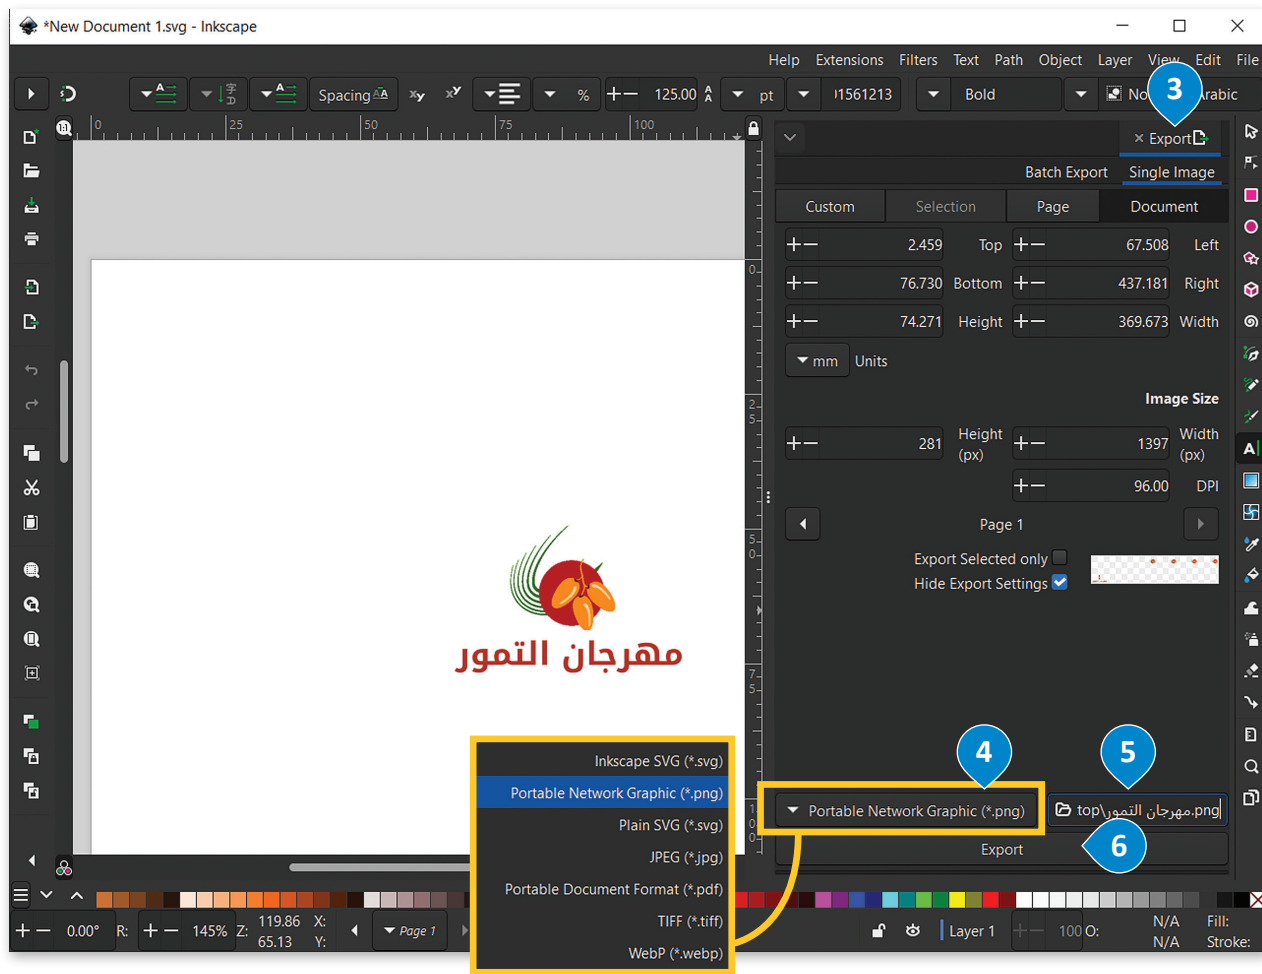 *New Document 1.svg - Inkscape
Help Extensions Filters Text Path Object Layer View Edit File
Spacing % 125.00 pt 1561213 Bold
3
0 25 50 75 100
Export
Batch Export Single Image
Custom Selection Page Document
2.459 Top 67.508 Left
76.730 Bottom 437.181 Right
74.271 Height 369.673 Width
mm Units
Image Size
281 Height (px) 1397 Width (px)
96.00 DPI
Page 1
Export Selected only
Hide Export Settings
مهرجان التمور
4 5
Portable Network Graphic (*.png) top\مهرجان التمور.png
Export 6
Inkscape SVG (*.svg)
Portable Network Graphic (*.png)
Plain SVG (*.svg)
JPEG (*.jpg)
Portable Document Format (*.pdf)
TIFF (*.tiff)
WebP (*.webp)
0.00° R: 145% Z: 119.86 X: Page 1 Layer 1 100 O: N/A Fill:
65.13 Y: N/A Stroke: